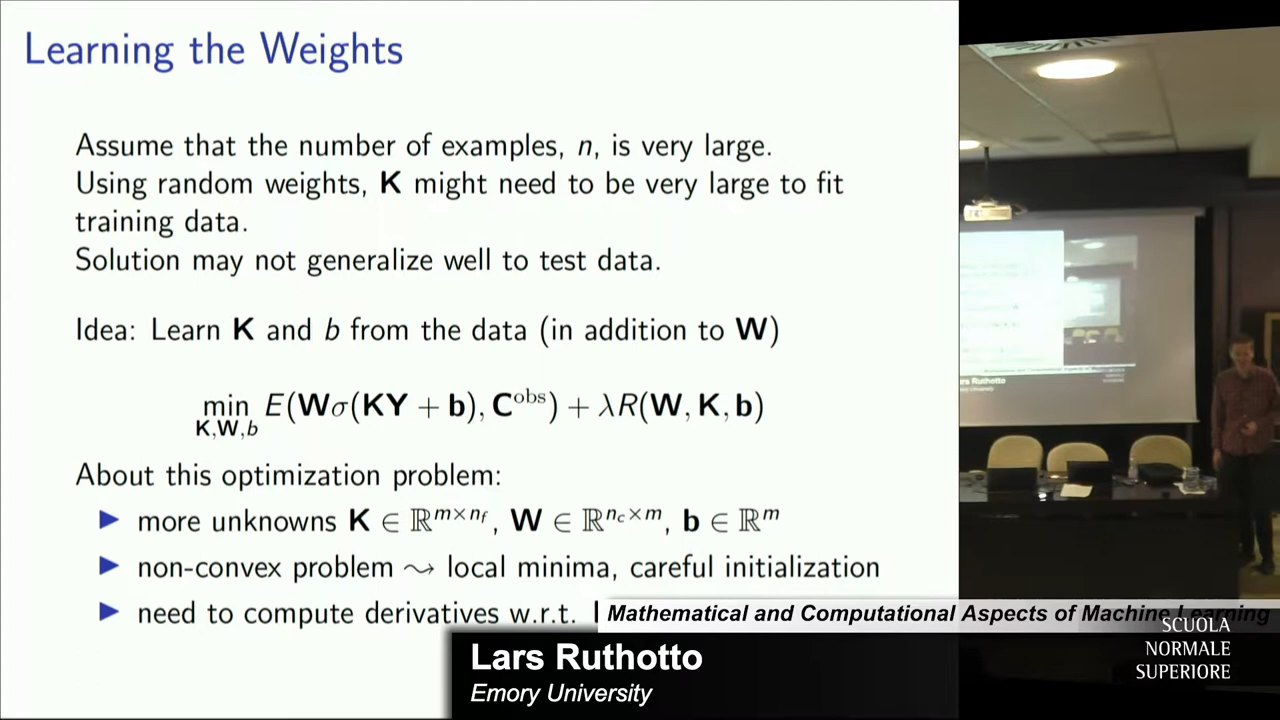 Learning the Weights
Assume that the number of examples, n, is very large.
Using random weights, K might need to be very large to fit
training data.
Solution may not generalize well to test data.
Idea: Learn K and b from the data (in addition to W)
min E(Wσ(KY + b), C^obs) + λR(W, K, b)
K,W,b
About this optimization problem:
▶ more unknowns K ∈ ℝ^{m×n_f}, W ∈ ℝ^{n_c×m}, b ∈ ℝ^m
▶ non-convex problem ⇝ local minima, careful initialization
▶ need to compute derivatives w.r.t.
Mathematical and Computational Aspects of Machine Learning
Lars Ruthotto
Emory University
SCUOLA
NORMALE
SUPERIORE